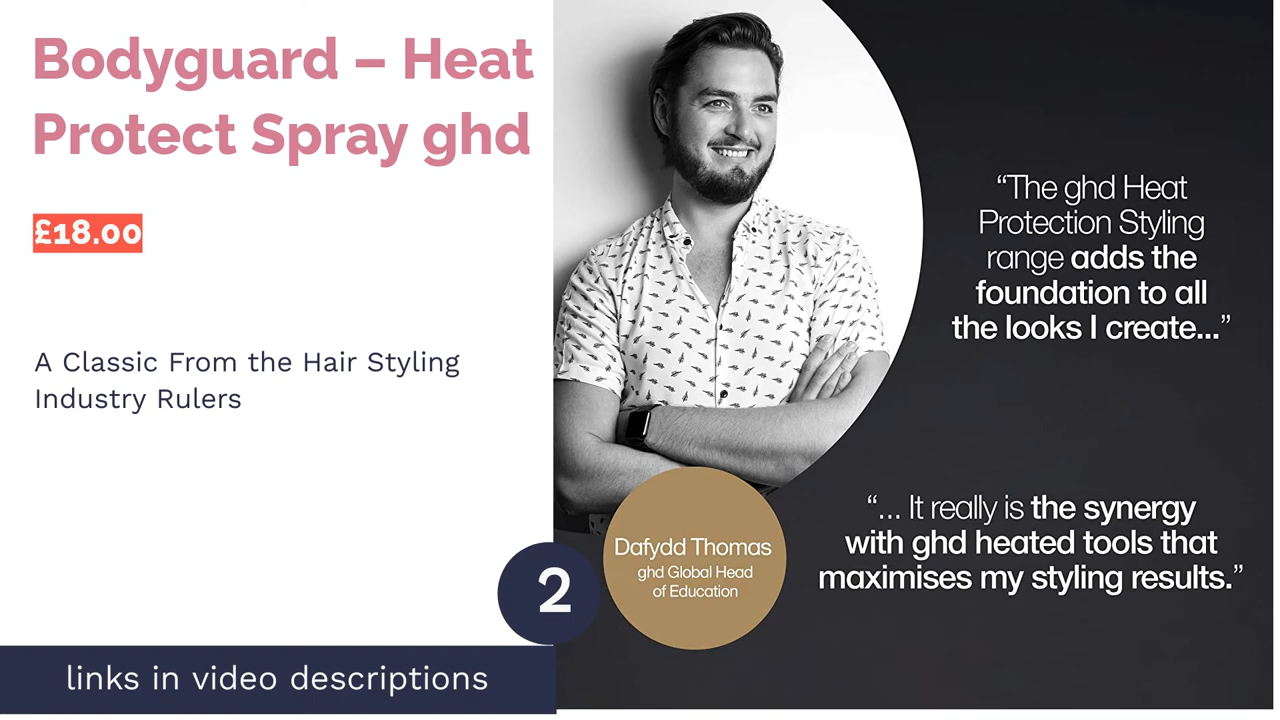 Bodyguard – Heat
Protect Spray ghd
£18.00
A Classic From the Hair Styling
Industry Rulers
2
links in video descriptions
“The ghd Heat
Protection Styling
range adds the
foundation to all
the looks I create...”
Dafydd Thomas
ghd Global Head
of Education
“... It really is the synergy
with ghd heated tools that
maximises my styling results.”